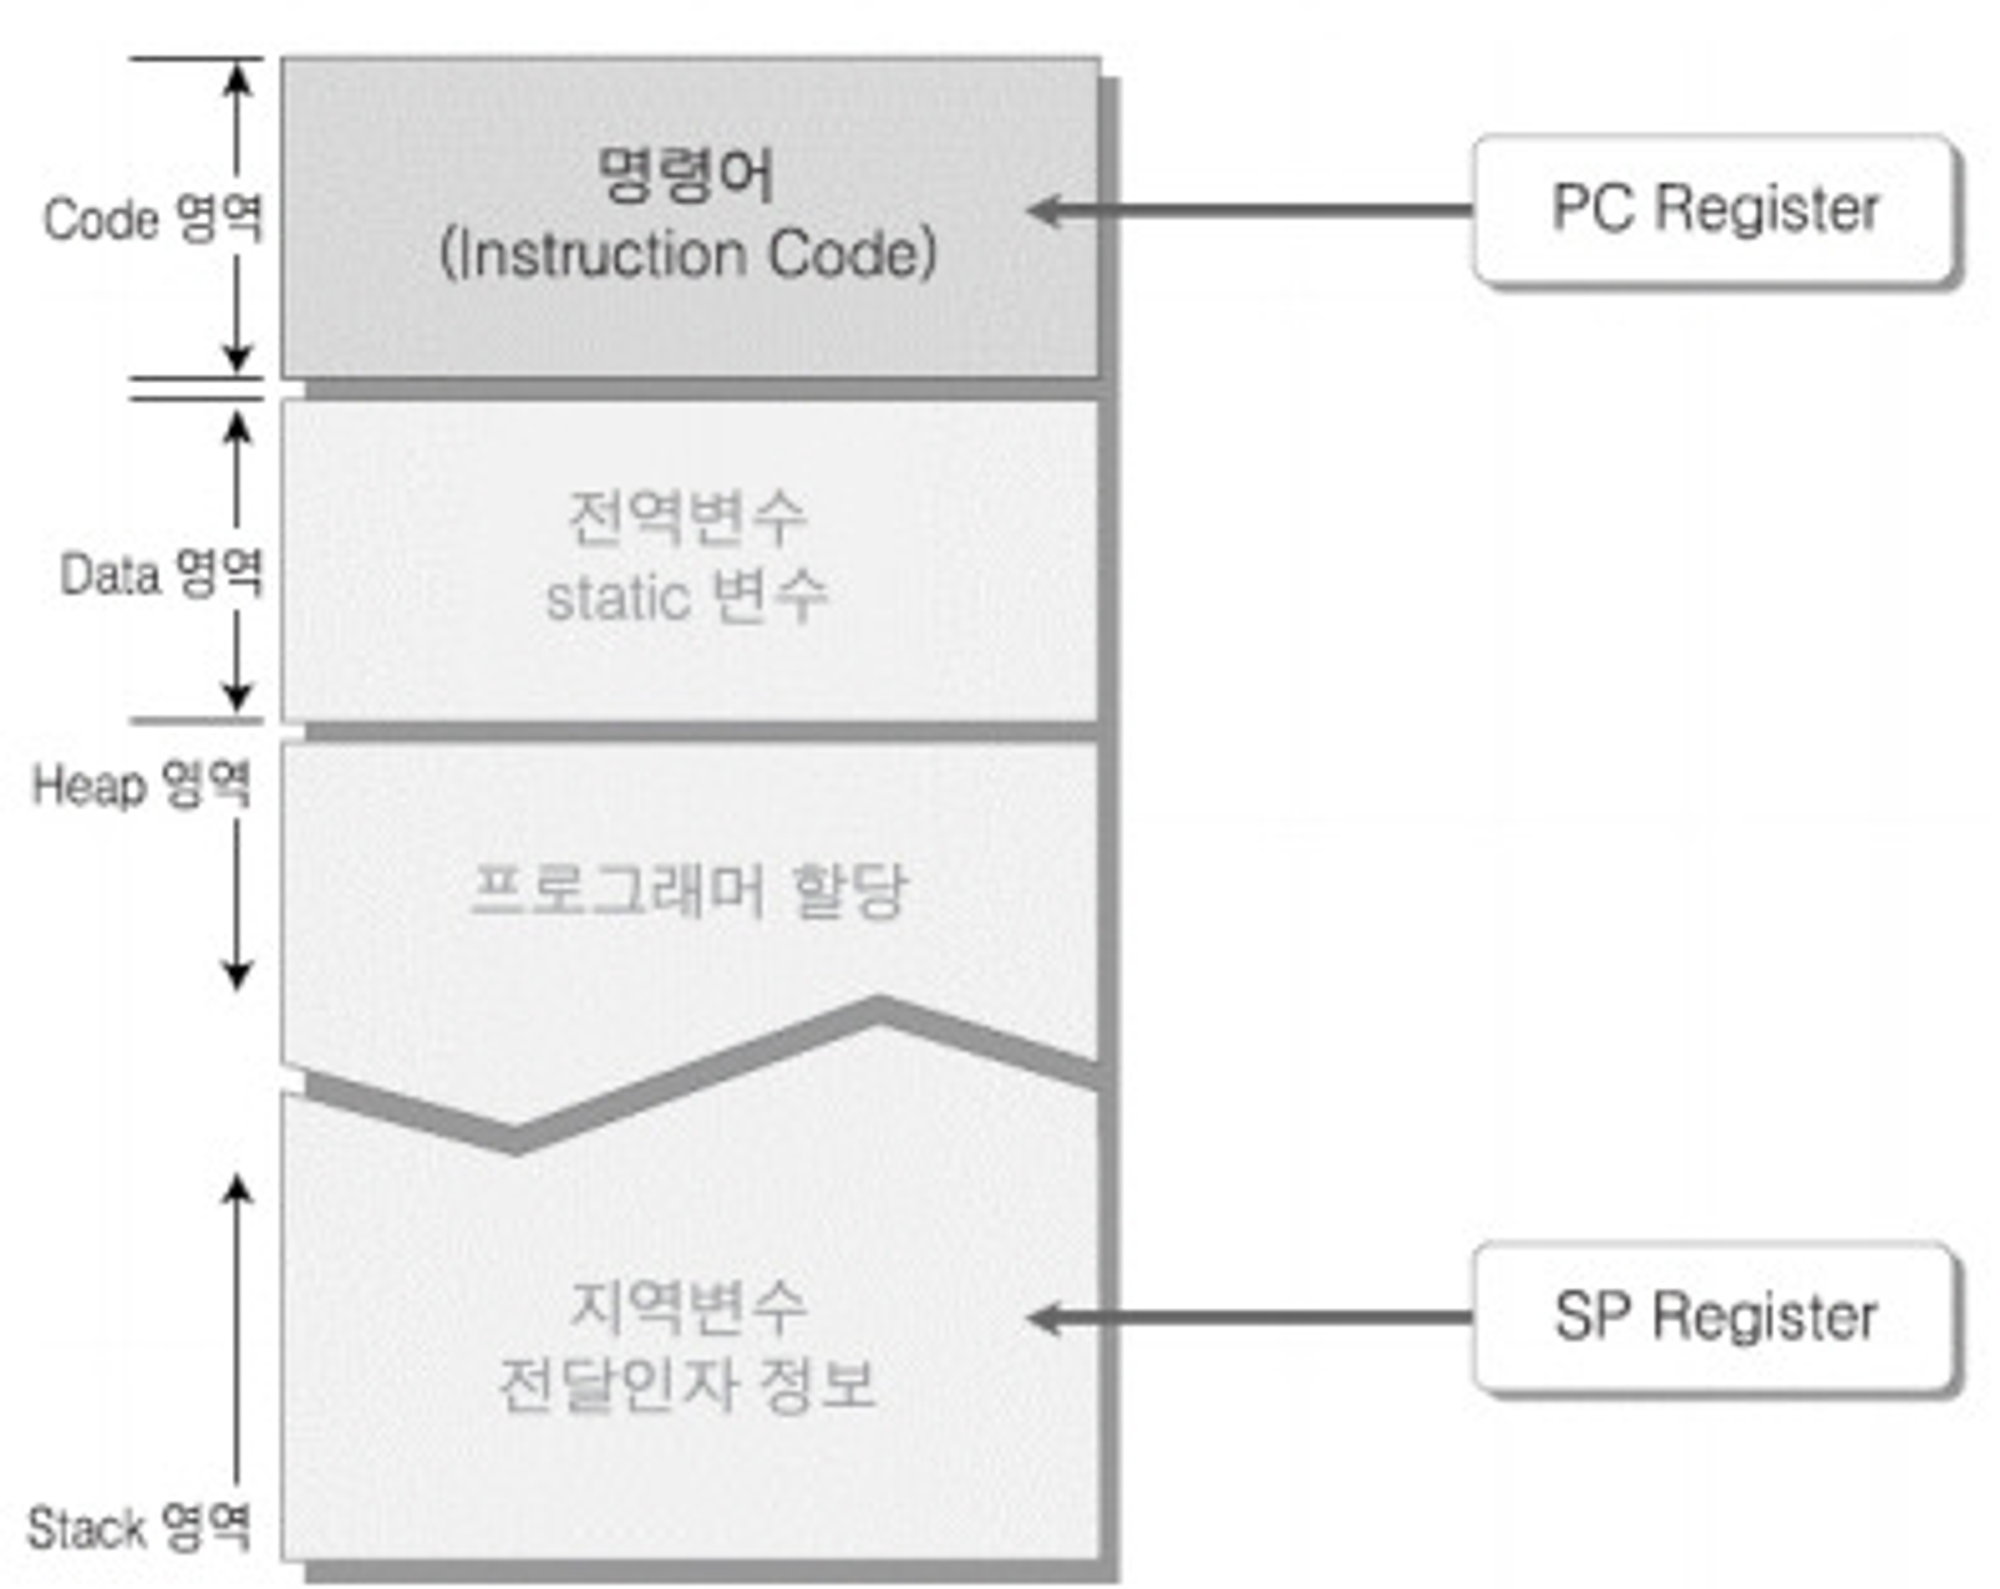 Code 영역
명령어
(Instruction Code)
PC Register
Data 영역
전역변수
static 변수
Heap 영역
프로그래머 할당
지역변수
전달인자 정보
SP Register
Stack 영역